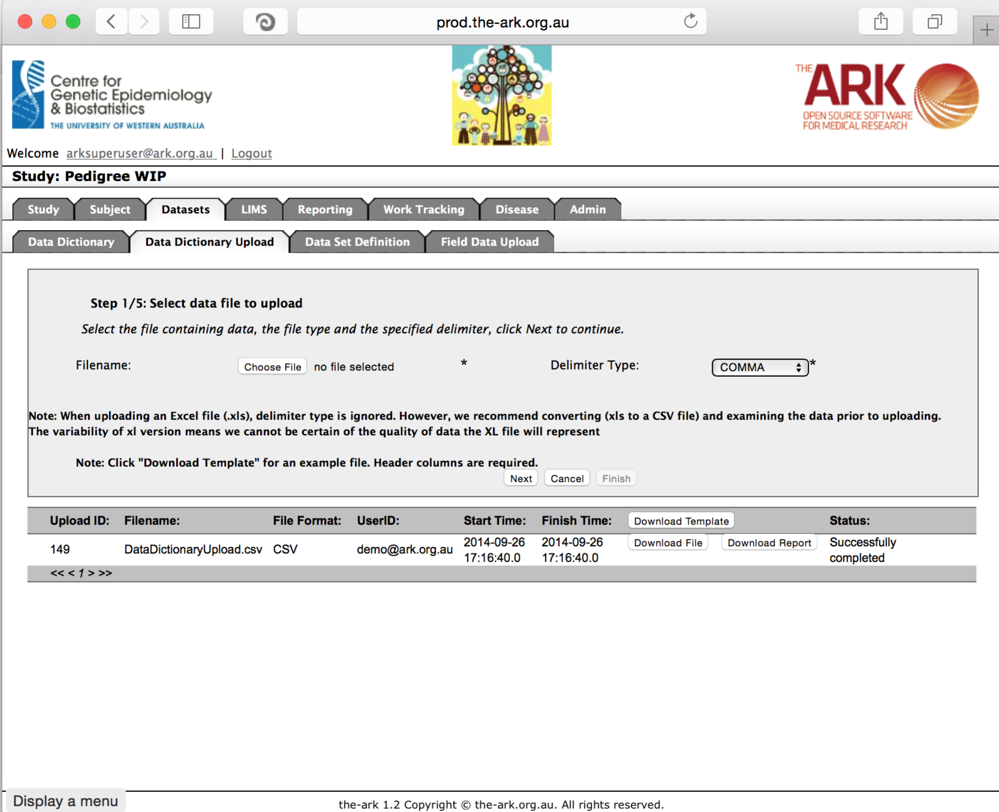 prod.the-ark.org.au
Centre for
Genetic Epidemiology
& Biostatistics
THE UNIVERSITY OF WESTERN AUSTRALIA
THE ARK
OPEN SOURCE SOFTWARE
FOR MEDICAL RESEARCH
Welcome arksuperuser@ark.org.au | Logout
Study: Pedigree WIP
Study Subject Datasets LIMS Reporting Work Tracking Disease Admin
Data Dictionary Data Dictionary Upload Data Set Definition Field Data Upload
Step 1/5: Select data file to upload
Select the file containing data, the file type and the specified delimiter, click Next to continue.
Filename: Choose File no file selected * Delimiter Type: COMMA *
Note: When uploading an Excel file (.xls), delimiter type is ignored. However, we recommend converting (xls to a CSV file) and examining the data prior to uploading.
The variability of xl version means we cannot be certain of the quality of data the XL file will represent
Note: Click "Download Template" for an example file. Header columns are required.
Next Cancel Finish
Upload ID: Filename: File Format: UserID: Start Time: Finish Time: Download Template Status:
149 DataDictionaryUpload.csv CSV demo@ark.org.au 2014-09-26 2014-09-26 Download File Download Report Successfully
17:16:40.0 17:16:40.0 completed
<< < 1 > >>
Display a menu
the-ark 1.2 Copyright © the-ark.org.au. All rights reserved.